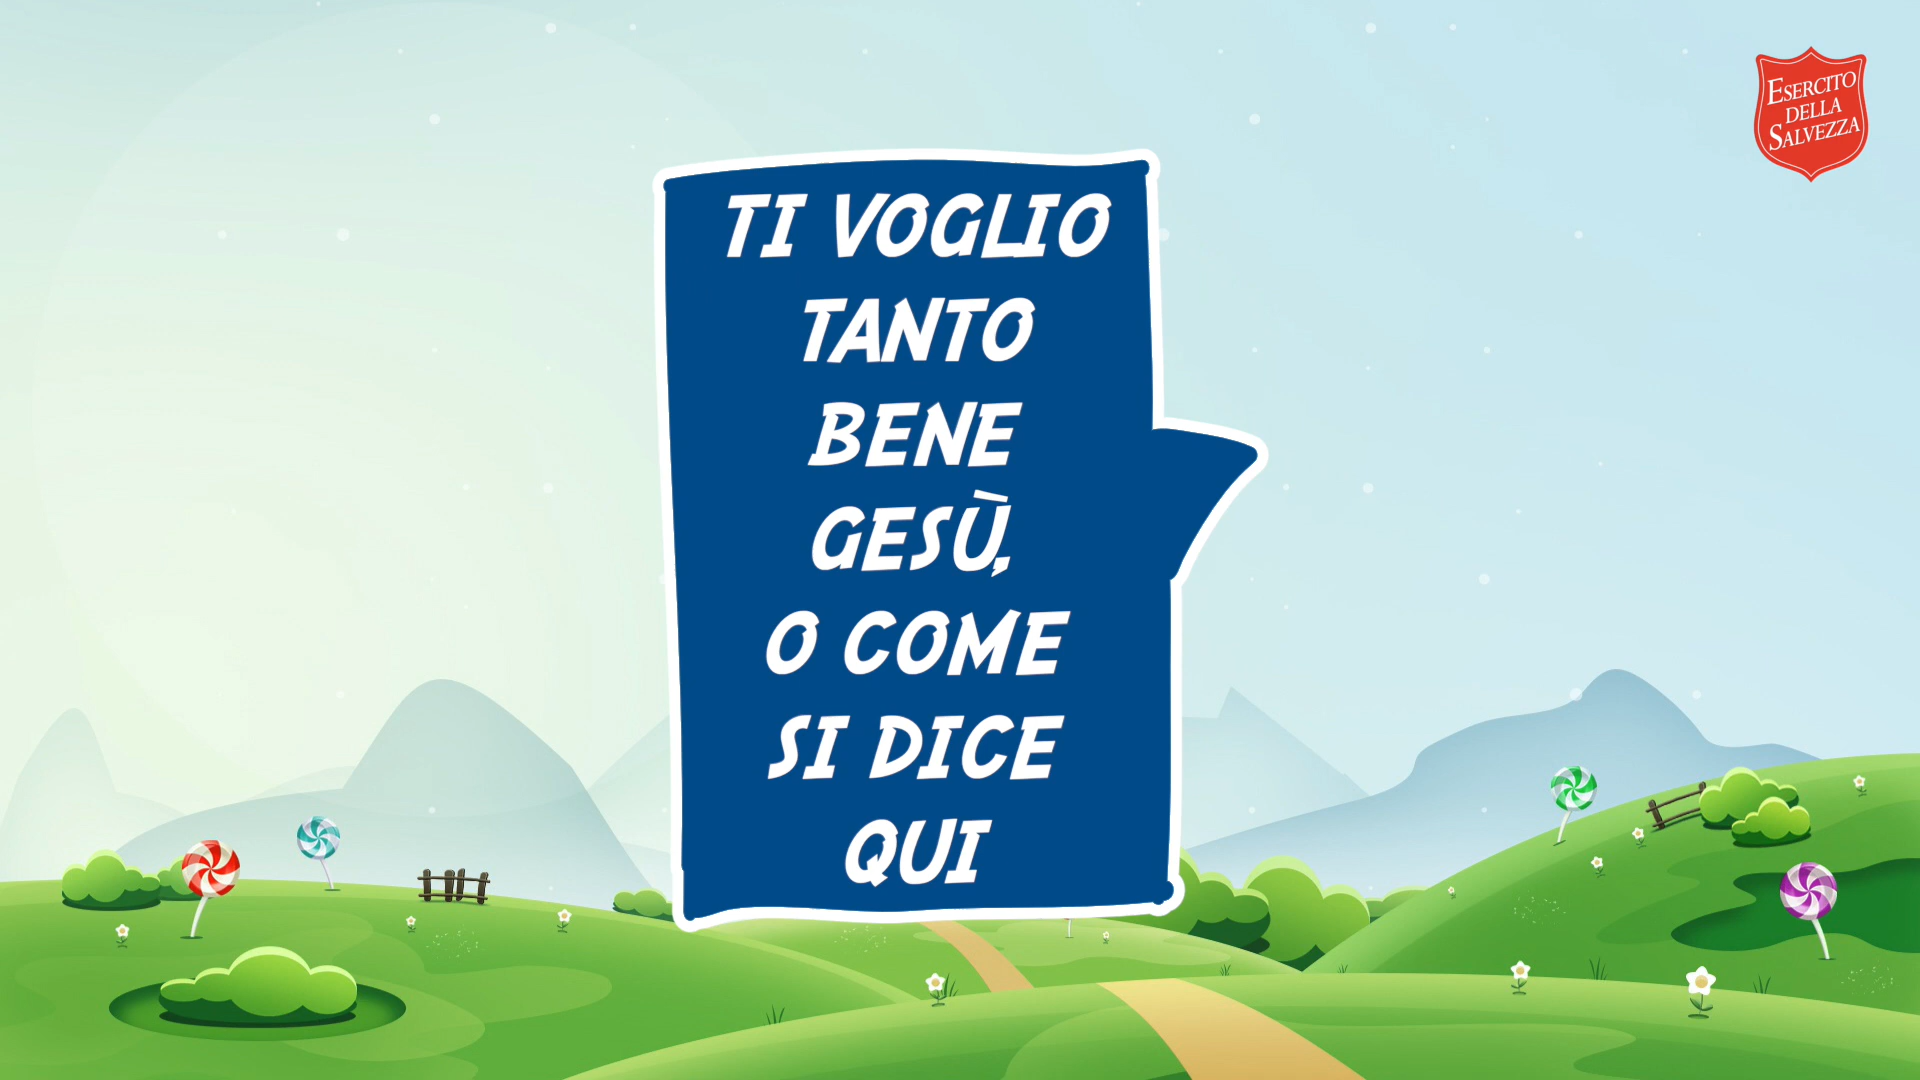 TI VOGLIO
TANTO
BENE
GESÙ,
O COME
SI DICE
QUI
ESERCITO
DELLA
SALVEZZA